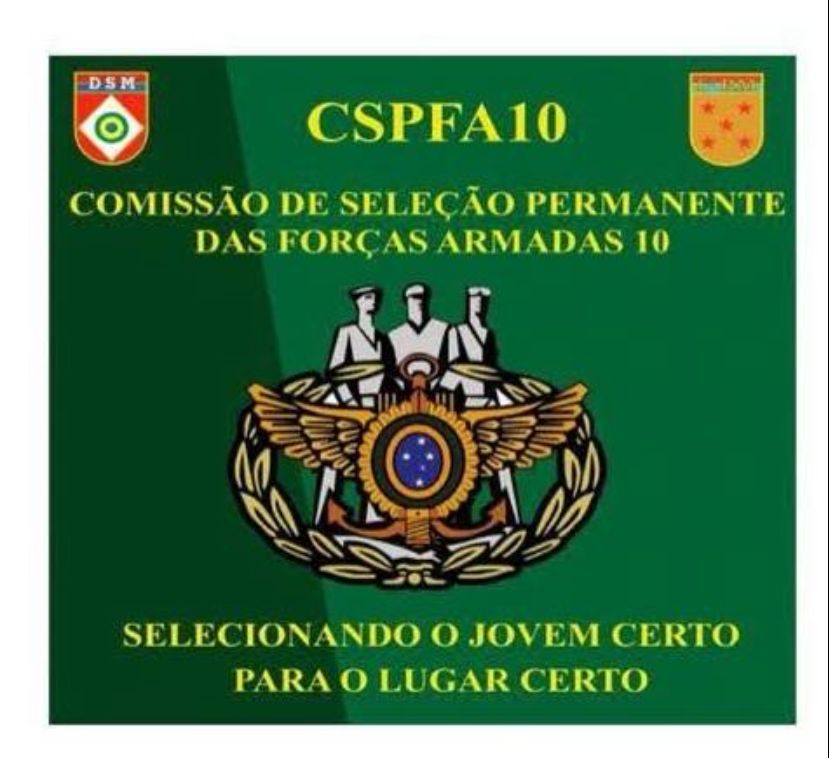 DSM
CSPFA10
COMISSÃO DE SELEÇÃO PERMANENTE
DAS FORÇAS ARMADAS 10
SELECIONANDO O JOVEM CERTO
PARA O LUGAR CERTO